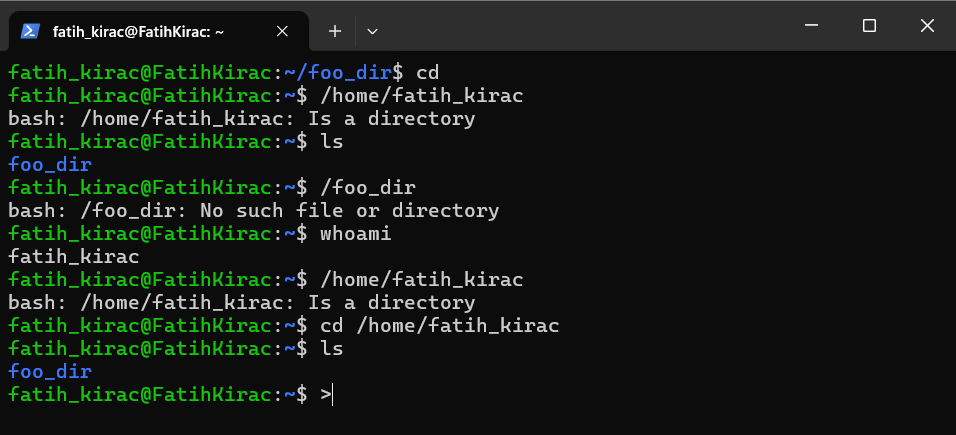 fatih_kirac@FatihKirac: ~
fatih_kirac@FatihKirac:~/foo_dir$ cd
fatih_kirac@FatihKirac:~$ /home/fatih_kirac
bash: /home/fatih_kirac: Is a directory
fatih_kirac@FatihKirac:~$ ls
foo_dir
fatih_kirac@FatihKirac:~$ /foo_dir
bash: /foo_dir: No such file or directory
fatih_kirac@FatihKirac:~$ whoami
fatih_kirac
fatih_kirac@FatihKirac:~$ /home/fatih_kirac
bash: /home/fatih_kirac: Is a directory
fatih_kirac@FatihKirac:~$ cd /home/fatih_kirac
fatih_kirac@FatihKirac:~$ ls
foo_dir
fatih_kirac@FatihKirac:~$ >